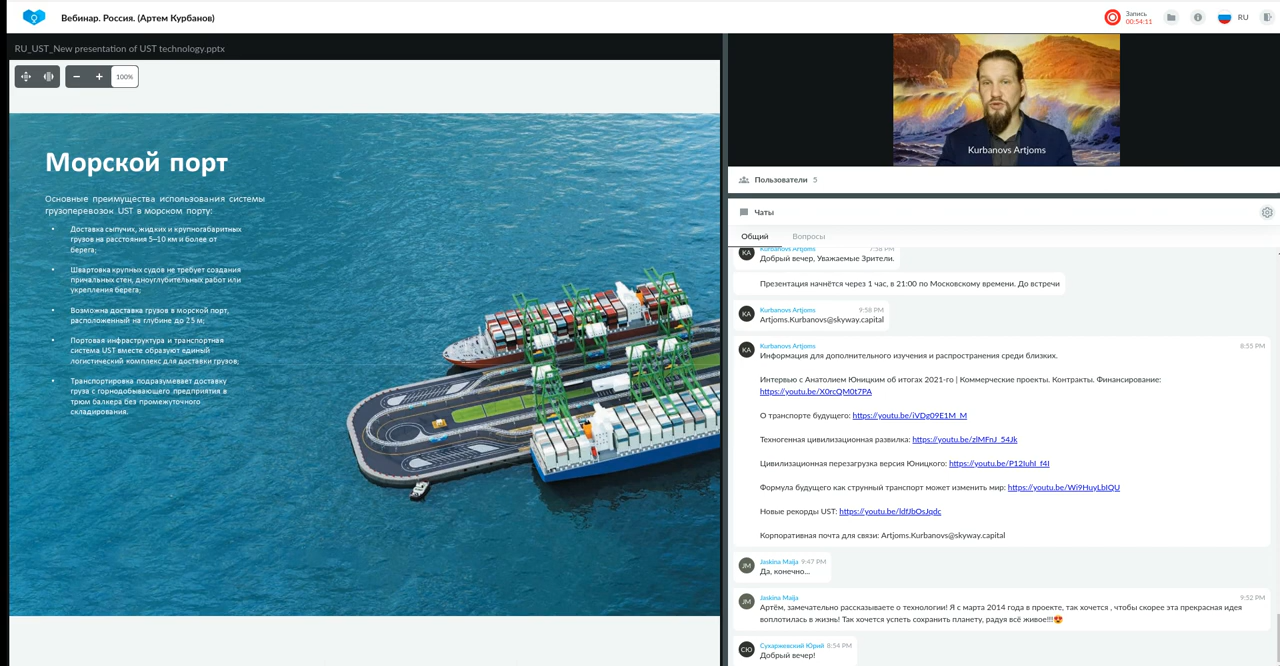 Вебинар. Россия. (Артем Курбанов)
Запись
00:54:11
RU
RU_UST_New presentation of UST technology.pptx
100%
Морской порт
Основные преимущества использования системы
грузоперевозок UST в морском порту:
• Доставка сыпучих, жидких и крупногабаритных
грузов на расстояния 5–10 км и более от
берега;
• Швартовка крупных судов не требует создания
причальных стен, дноуглубительных работ или
укрепления берега;
• Возможна доставка грузов в морской порт,
расположенный на глубине до 25 м;
• Портовая инфраструктура и транспортная
система UST вместе образуют единый
логистический комплекс для доставки грузов;
• Транспортировка подразумевает доставку
груза с горнодобывающего предприятия в
трюм балкера без промежуточного
складирования.
Kurbanovs Artjoms
Пользователи 5
Чаты
Общий Вопросы
KA Kurbanovs Artjoms 7:58 PM
Добрый вечер, Уважаемые Зрители.
Презентация начнётся через 1 час, в 21:00 по Московскому времени. До встречи
KA Kurbanovs Artjoms 9:58 PM
Artjoms.Kurbanovs@skyway.capital
KA Kurbanovs Artjoms 8:55 PM
Информация для дополнительного изучения и распространения среди близких.
Интервью с Анатолием Юницким об итогах 2021-го | Коммерческие проекты. Контракты. Финансирование:
https://youtu.be/X0rcQM0t7PA
О транспорте будущего: https://youtu.be/iVDg09E1M_M
Техногенная цивилизационная развилка: https://youtu.be/zlMFnJ_54Jk
Цивилизационная перезагрузка версия Юницкого: https://youtu.be/P12IuhI_f4I
Формула будущего как струнный транспорт может изменить мир: https://youtu.be/Wi9HuyLbIQU
Новые рекорды UST: https://youtu.be/ldfJbOsJqdc
Корпоративная почта для связи: Artjoms.Kurbanovs@skyway.capital
JM Jaskina Maija 9:47 PM
Да, конечно...
JM Jaskina Maija 9:52 PM
Артём, замечательно рассказываете о технологии! Я с марта 2014 года в проекте, так хочется , чтобы скорее эта прекрасная идея
воплотилась в жизнь! Так хочется успеть сохранить планету, радуя всё живое!!!😍
СЮ Сухаржевский Юрий 8:54 PM
Добрый вечер!